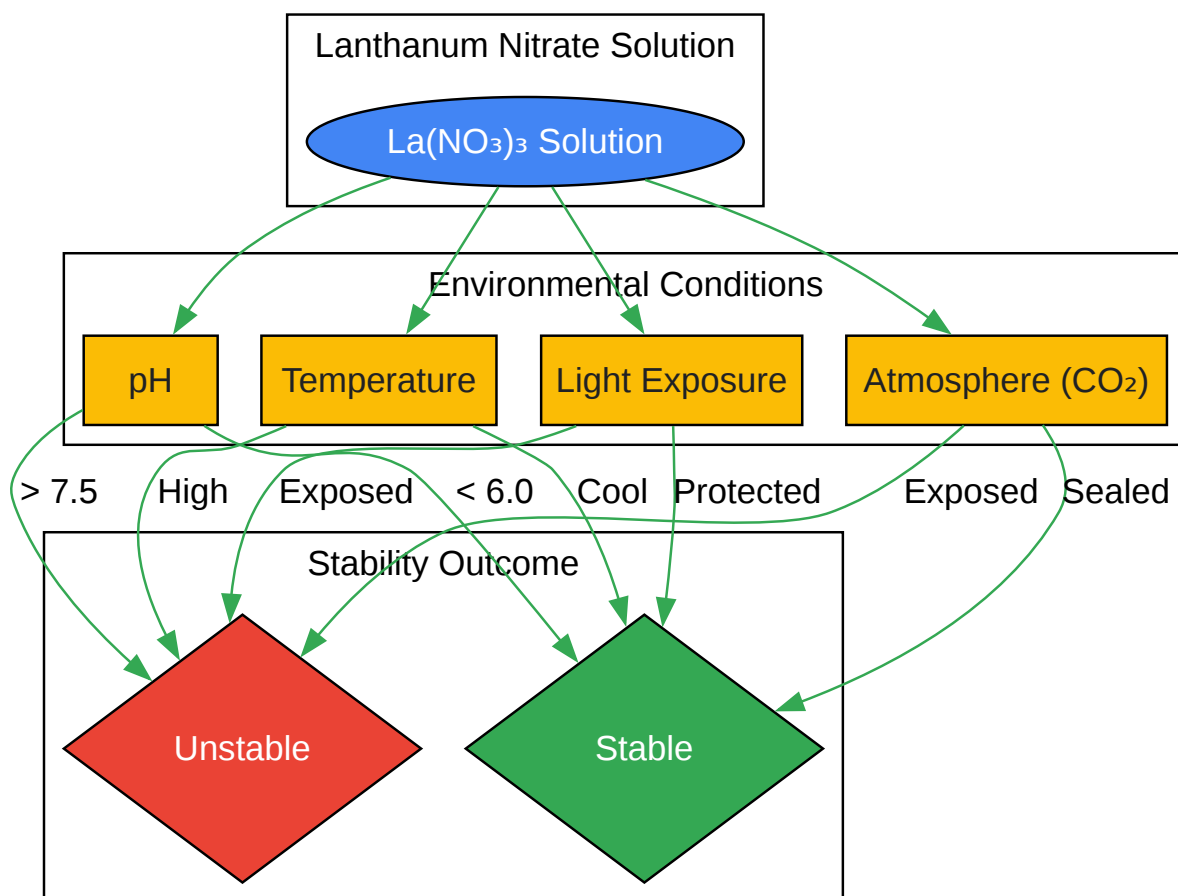 Lanthanum Nitrate Solution
La(NO₃)₃ Solution
Environmental Conditions
pH
Temperature
Light Exposure
Atmosphere (CO₂)
> 7.5
High
Exposed
< 6.0
Cool
Protected
Exposed
Sealed
Stability Outcome
Unstable
Stable